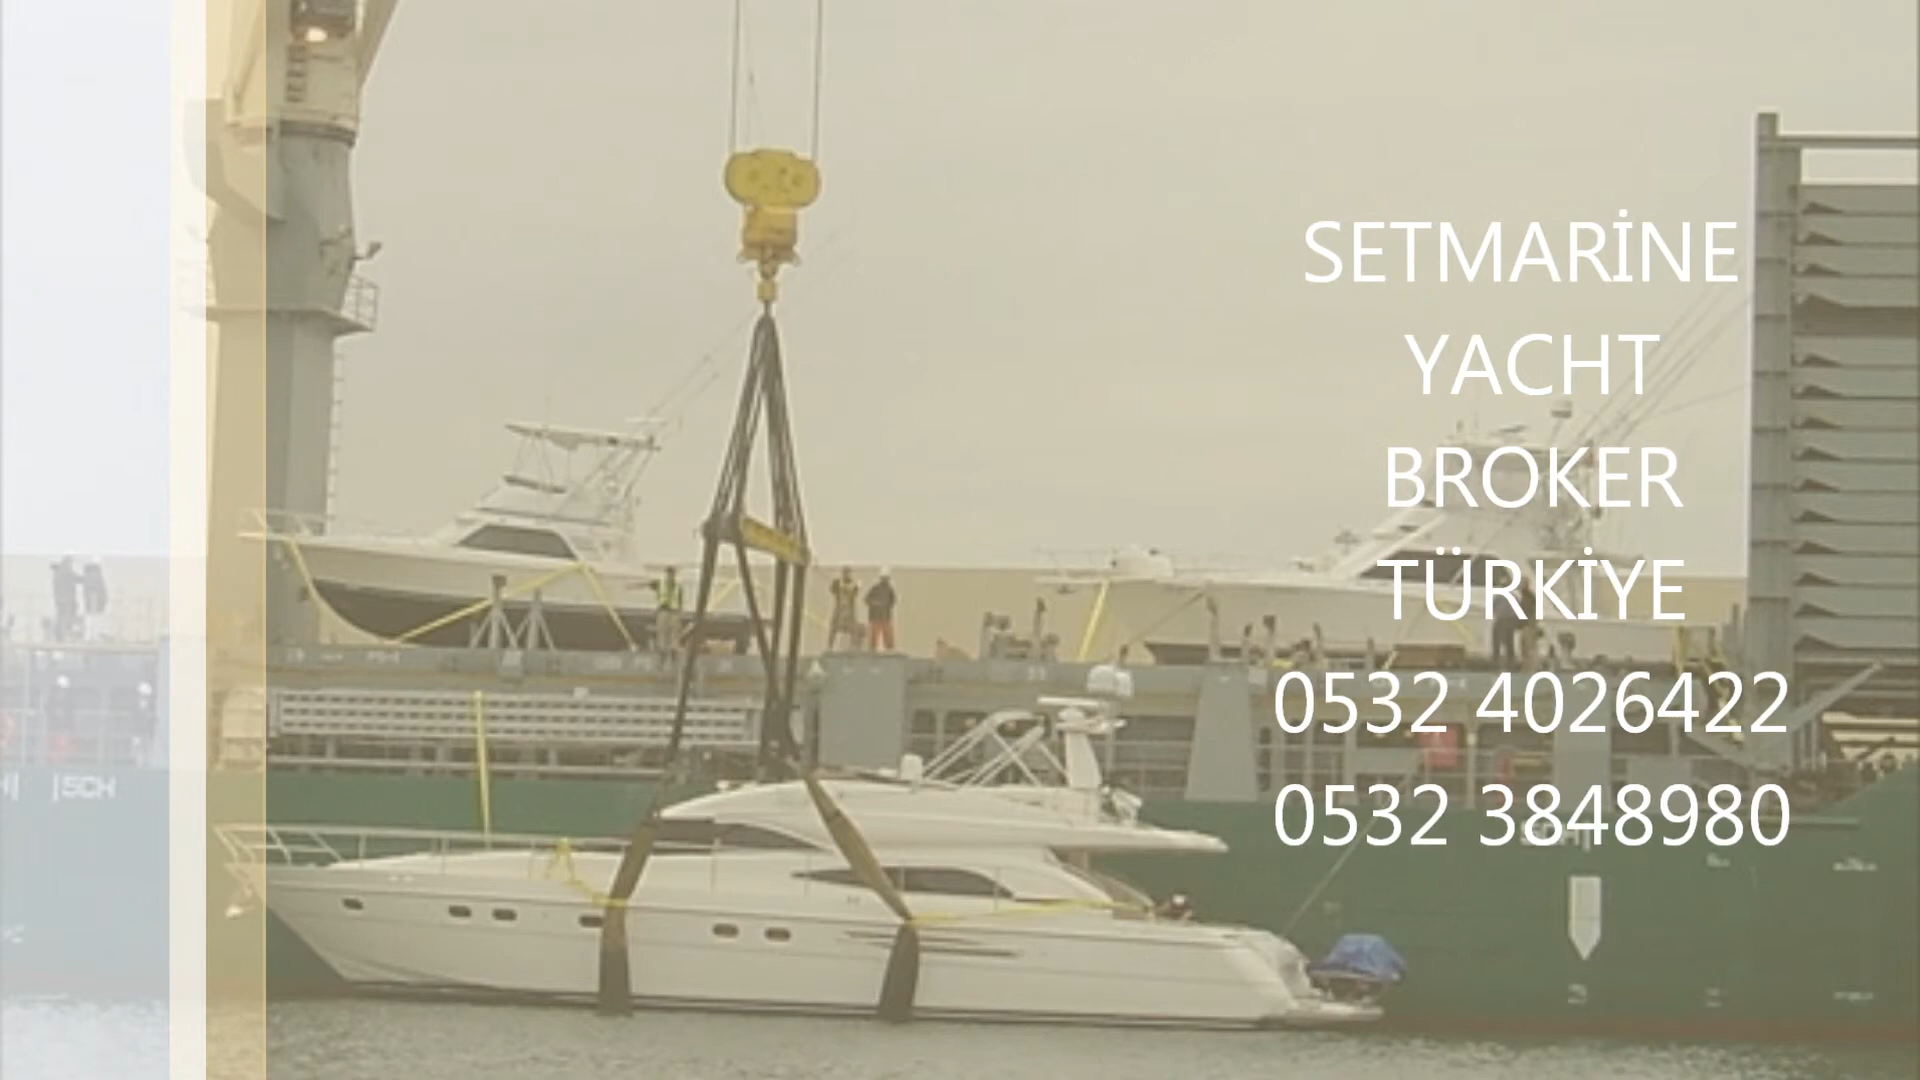 SETMARİNE
YACHT
BROKER
TÜRKİYE
0532 4026422
0532 3848980